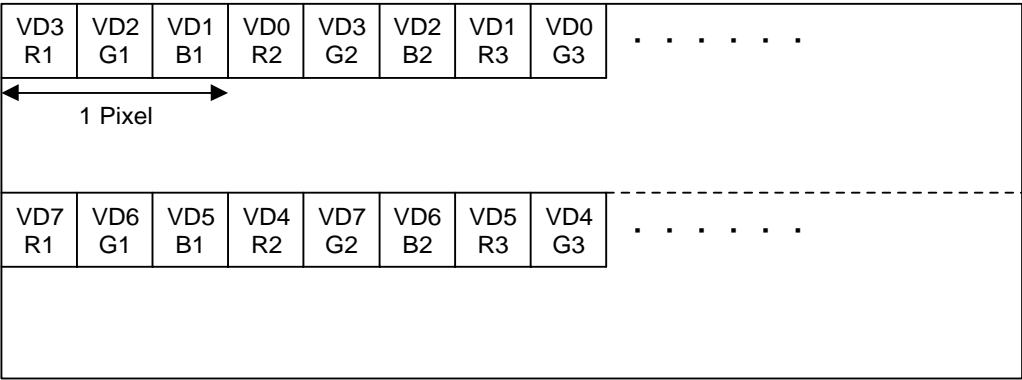 VD3 VD2 VD1 VD0 VD3 VD2 VD1 VD0
R1 G1 B1 R2 G2 B2 R3 G3
. . . . . .
1 Pixel
VD7 VD6 VD5 VD4 VD7 VD6 VD5 VD4
R1 G1 B1 R2 G2 B2 R3 G3
. . . . . .